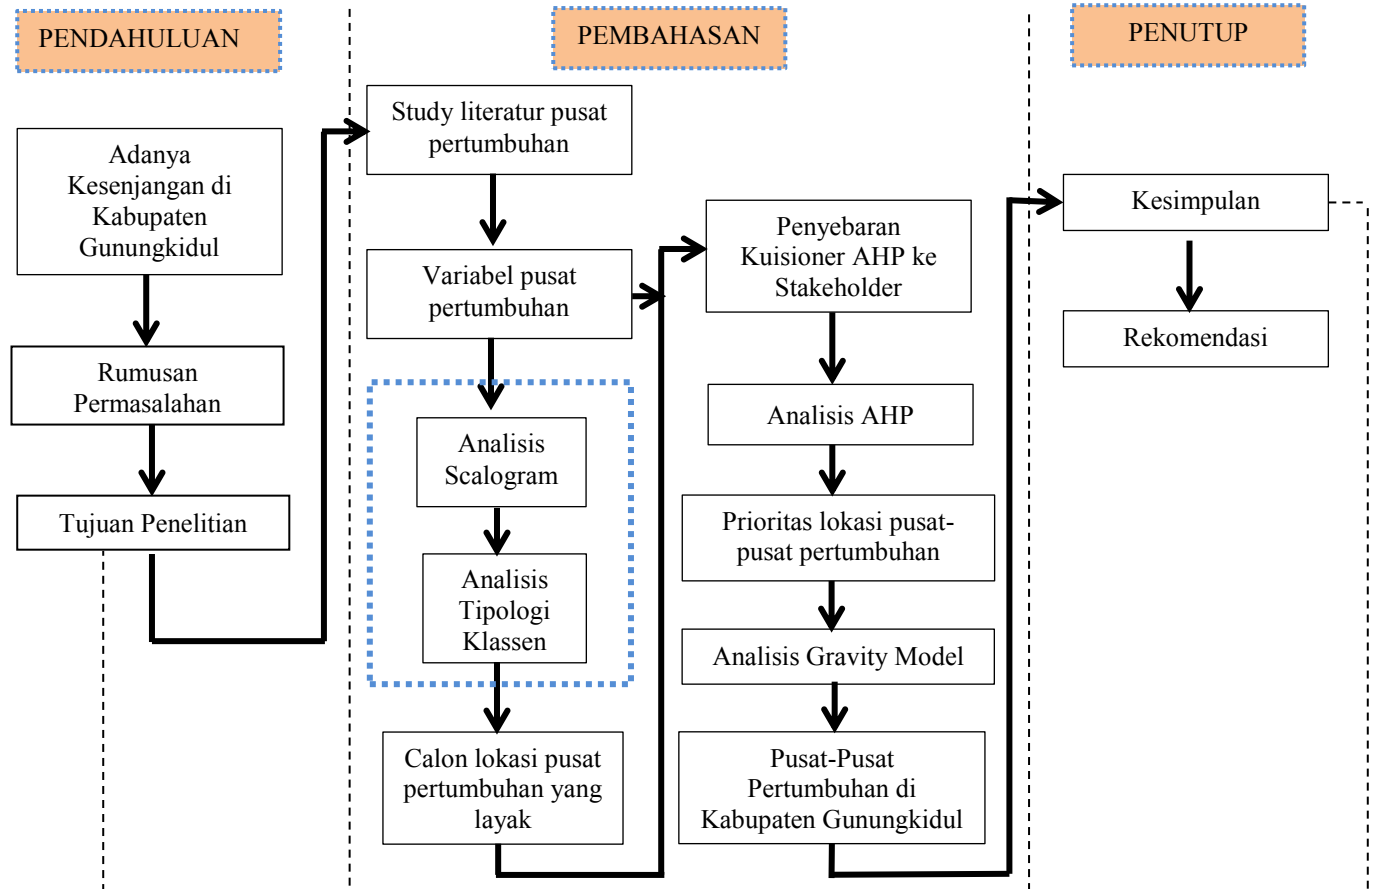 PENDAHULUAN
Adanya
Kesenjangan di
Kabupaten
Gunungkidul
Rumusan
Permasalahan
Tujuan Penelitian
PEMBAHASAN
Study literatur pusat
pertumbuhan
Variabel pusat
pertumbuhan
Analisis
Scalogram
Analisis
Tipologi
Klassen
Calon lokasi pusat
pertumbuhan yang
layak
Penyebaran
Kuisioner AHP ke
Stakeholder
Analisis AHP
Prioritas lokasi pusat-
pusat pertumbuhan
Analisis Gravity Model
Pusat-Pusat
Pertumbuhan di
Kabupaten Gunungkidul
PENUTUP
Kesimpulan
Rekomendasi